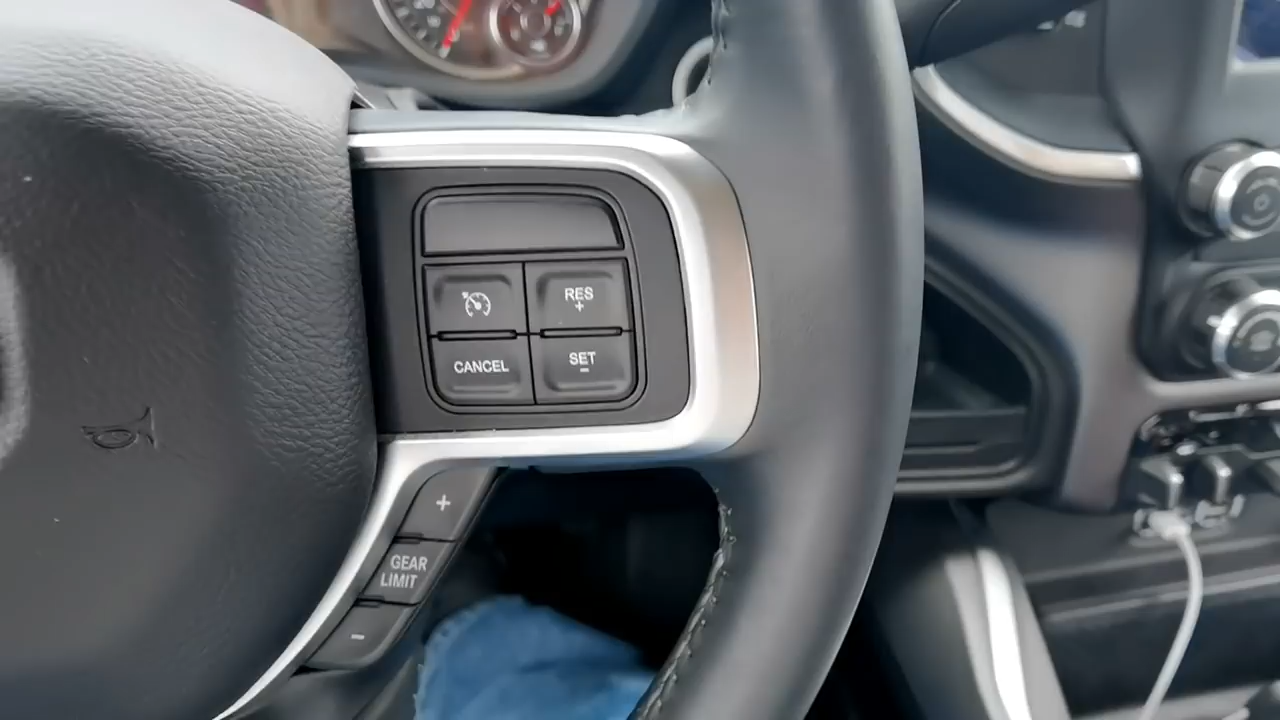 RES
+
CANCEL
SET
-
+
GEAR
LIMIT
-